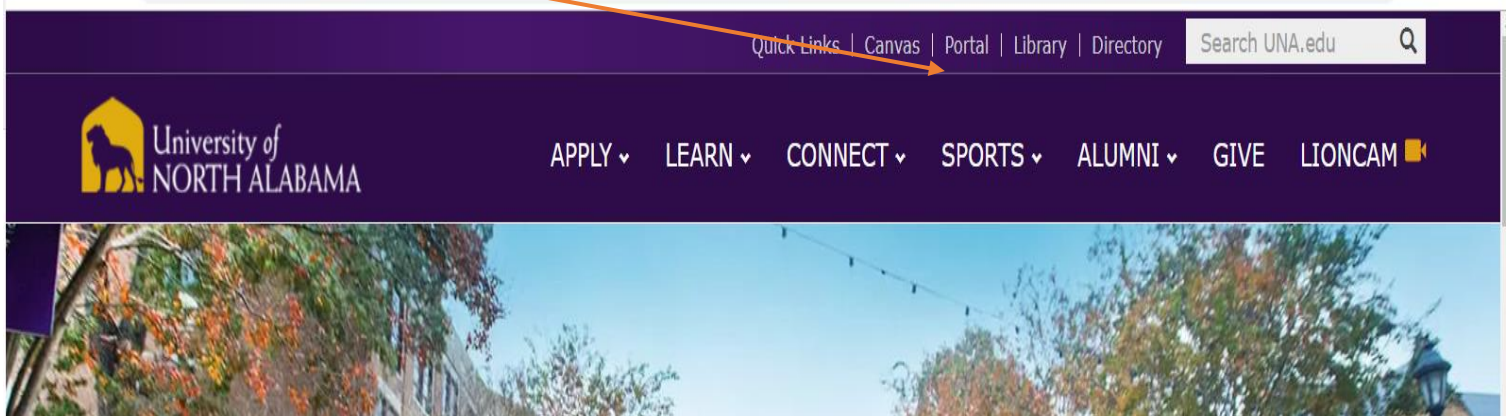 Quick Links | Canvas | Portal | Library | Directory Search UNA.edu
University of
NORTH ALABAMA
APPLY LEARN CONNECT SPORTS ALUMNI GIVE LIONCAM